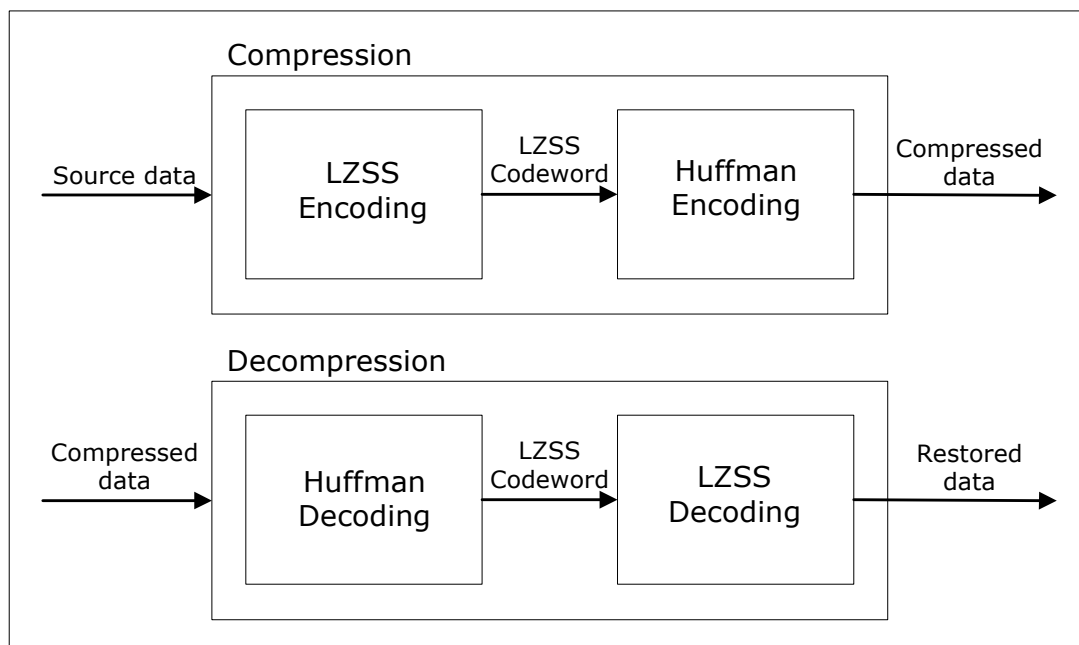 Compression
Source data
LZSS
Encoding
LZSS
Codeword
Huffman
Encoding
Compressed
data
Decompression
Compressed
data
Huffman
Decoding
LZSS
Codeword
LZSS
Decoding
Restored
data